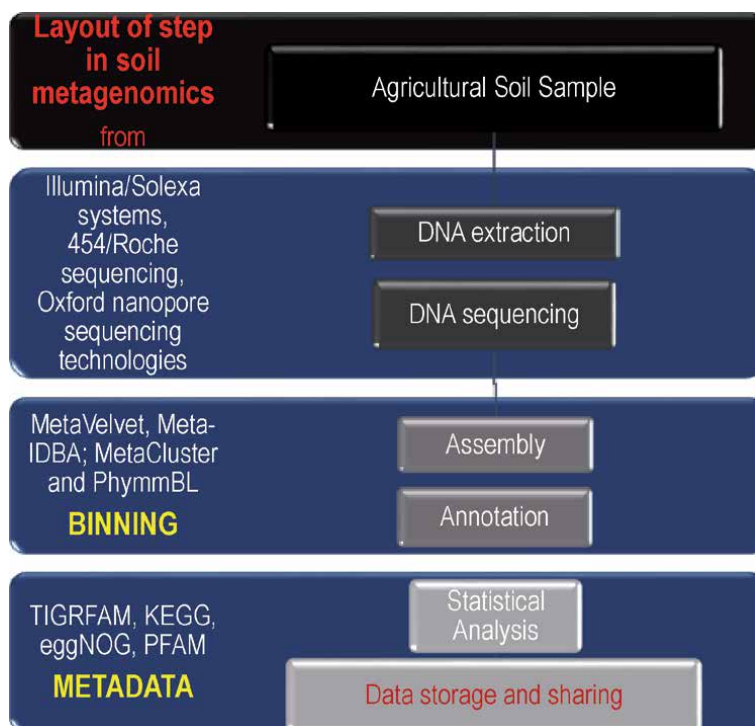 Layout of step
in soil
metagenomics
from
Agricultural Soil Sample
Illumina/Solexa
systems,
454/Roche
sequencing,
Oxford nanopore
sequencing
technologies
DNA extraction
DNA sequencing
MetaVelvet, Meta-
IDBA; MetaCluster
and PhymmBL
BINNING
Assembly
Annotation
TIGRFAM, KEGG,
eggNOG, PFAM
METADATA
Statistical
Analysis
Data storage and sharing